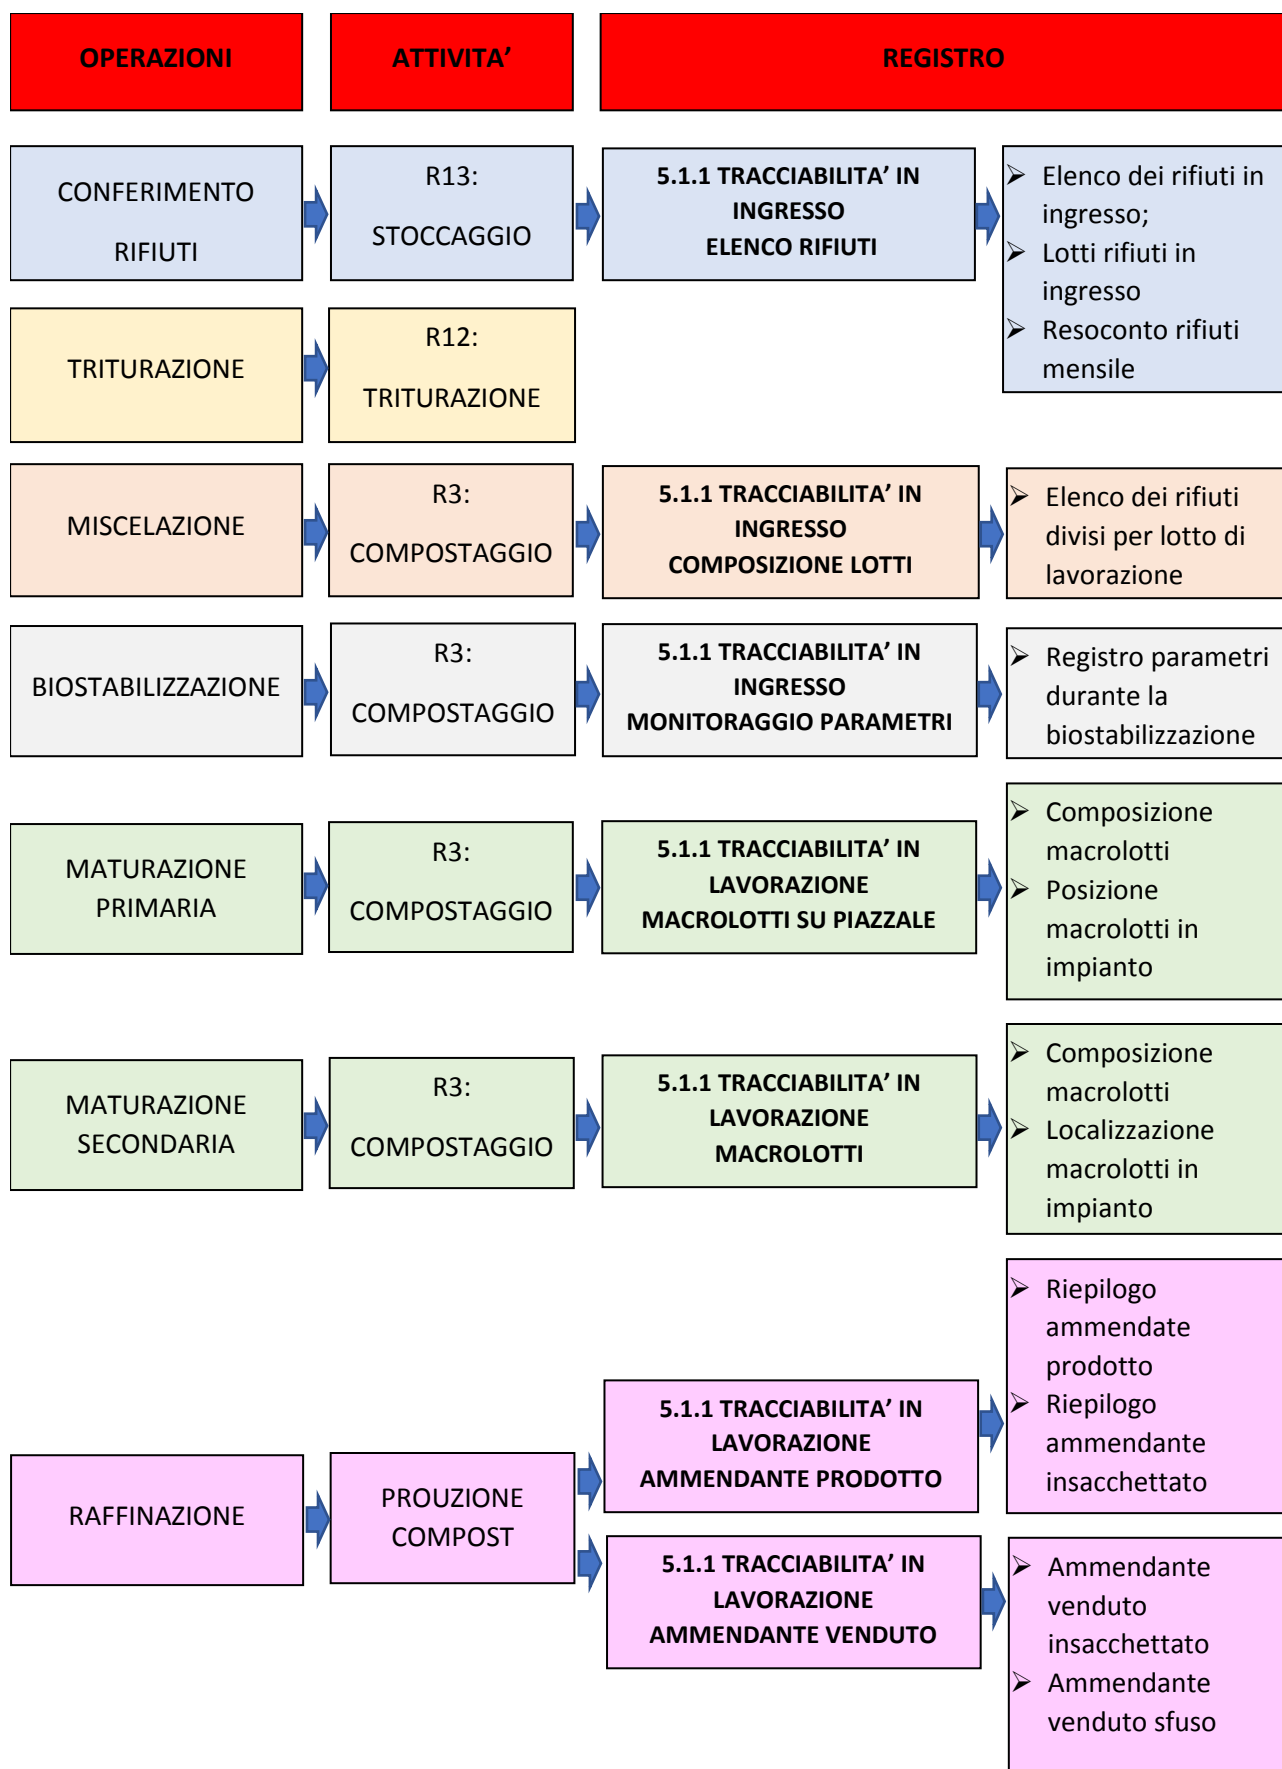 OPERAZIONI
ATTIVITA’
REGISTRO
CONFERIMENTO
RIFIUTI
R13:
STOCCAGGIO
5.1.1 TRACCIABILITA’ IN
INGRESSO
ELENCO RIFIUTI
➢ Elenco dei rifiuti in
ingresso;
➢ Lotti rifiuti in
ingresso
➢ Resoconto rifiuti
mensile
TRITURAZIONE
R12:
TRITURAZIONE
MISCELAZIONE
R3:
COMPOSTAGGIO
5.1.1 TRACCIABILITA’ IN
INGRESSO
COMPOSIZIONE LOTTI
➢ Elenco dei rifiuti
divisi per lotto di
lavorazione
BIOSTABILIZZAZIONE
R3:
COMPOSTAGGIO
5.1.1 TRACCIABILITA’ IN
INGRESSO
MONITORAGGIO PARAMETRI
➢ Registro parametri
durante la
biostabilizzazione
MATURAZIONE
PRIMARIA
R3:
COMPOSTAGGIO
5.1.1 TRACCIABILITA’ IN
LAVORAZIONE
MACROLOTTI SU PIAZZALE
➢ Composizione
macrolotti
➢ Posizione
macrolotti in
impianto
MATURAZIONE
SECONDARIA
R3:
COMPOSTAGGIO
5.1.1 TRACCIABILITA’ IN
LAVORAZIONE
MACROLOTTI
➢ Composizione
macrolotti
➢ Localizzazione
macrolotti in
impianto
RAFFINAZIONE
PROUZIONE
COMPOST
5.1.1 TRACCIABILITA’ IN
LAVORAZIONE
AMMENDANTE PRODOTTO
➢ Riepilogo
ammendate
prodotto
➢ Riepilogo
ammendante
insacchettato
5.1.1 TRACCIABILITA’ IN
LAVORAZIONE
AMMENDANTE VENDUTO
➢ Ammendante
venduto
insacchettato
➢ Ammendante
venduto sfuso